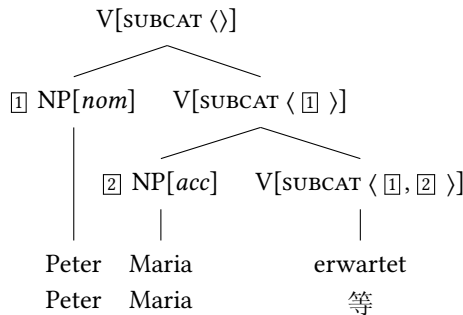 V[SUBCAT ⟨⟩]
1 NP[nom] V[SUBCAT ⟨ 1 ⟩]
2 NP[acc] V[SUBCAT ⟨ 1 , 2 ⟩]
Peter Maria erwartet
Peter Maria 等